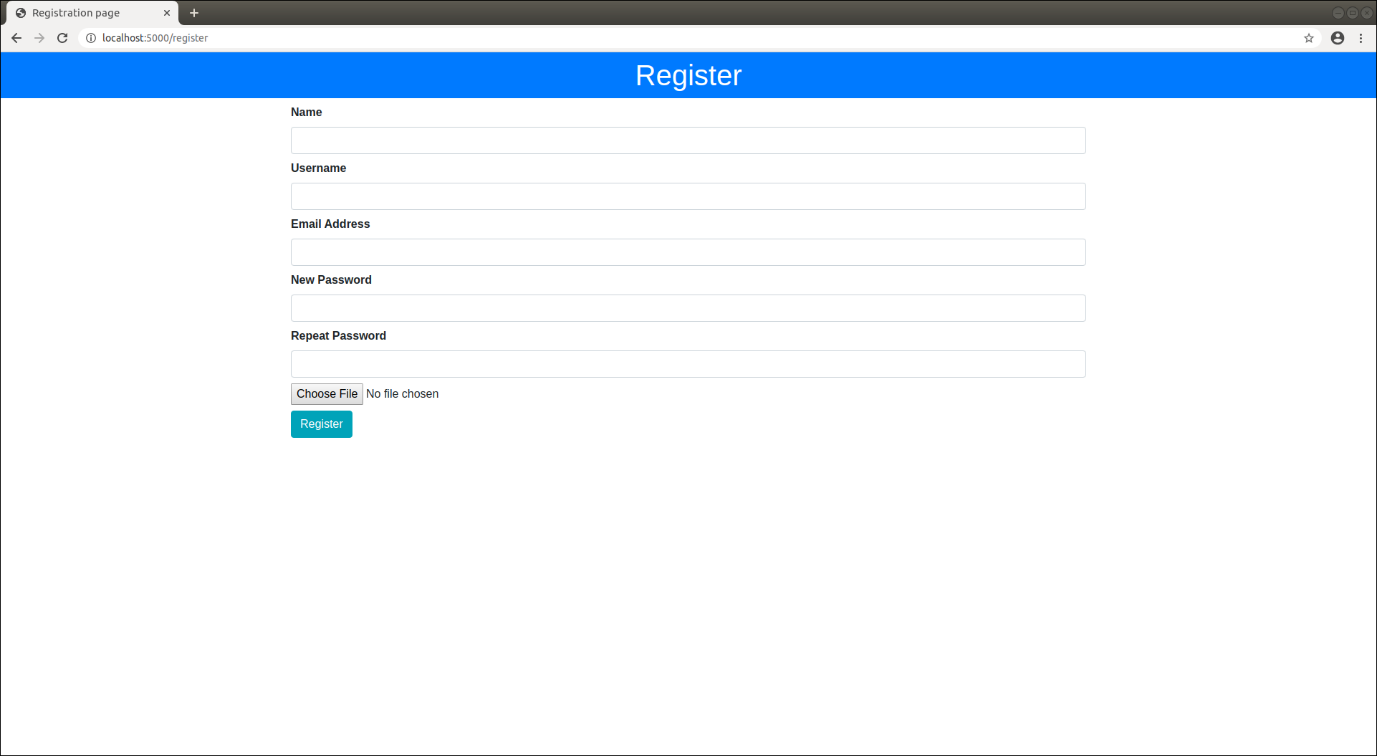 Registration page
localhost:5000/register
Register
Name
Username
Email Address
New Password
Repeat Password
Choose File No file chosen
Register